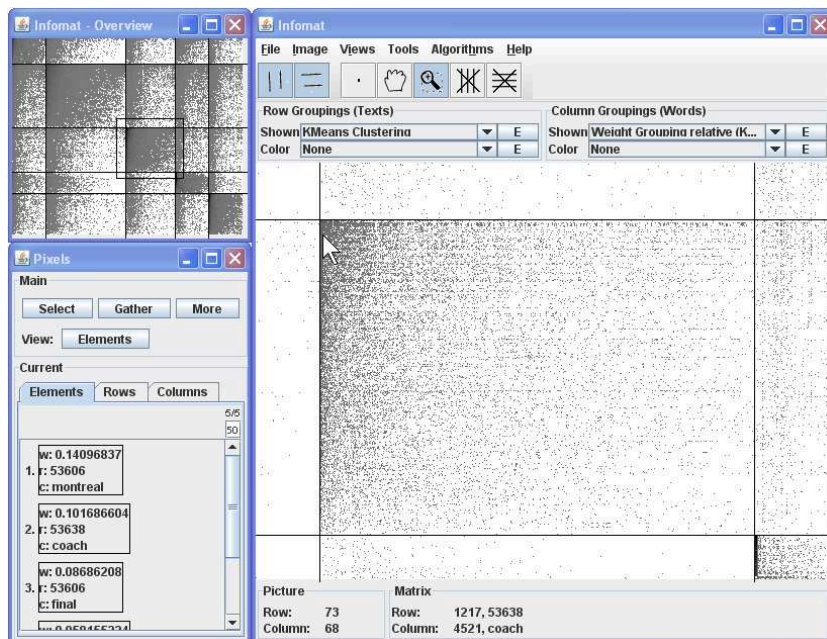 Infomat - Overview
Pixels
Main
Select Gather More
View: Elements
Current
Elements Rows Columns
5/5
50
w: 0.14096837
1. r: 53606
c: montreal
w: 0.101686604
2. r: 53638
c: coach
w: 0.08686208
3. r: 53606
c: final
Infomat
File Image Views Tools Algorithms Help
Row Groupings (Texts)
Shown KMeans Clustering E
Color None E
Column Groupings (Words)
Shown Weight Grouping relative (K... E
Color None E
Picture
Row: 73
Column: 68
Matrix
Row: 1217, 53638
Column: 4521, coach